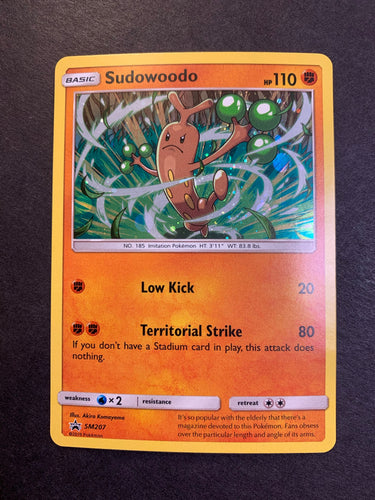 BASIC Sudowoodo HP 110
NO. 185 Imitation Pokémon HT: 3'11" WT: 83.8 lbs.
Low Kick 20
Territorial Strike 80
If you don't have a Stadium card in play, this attack does
nothing.
weakness ×2 resistance retreat
Illus. Akira Komayama
SM207
©2019 Pokémon
It's so popular with the elderly that there's a
magazine devoted to this Pokémon. Fans obsess
over the particular length and angle of its arms.